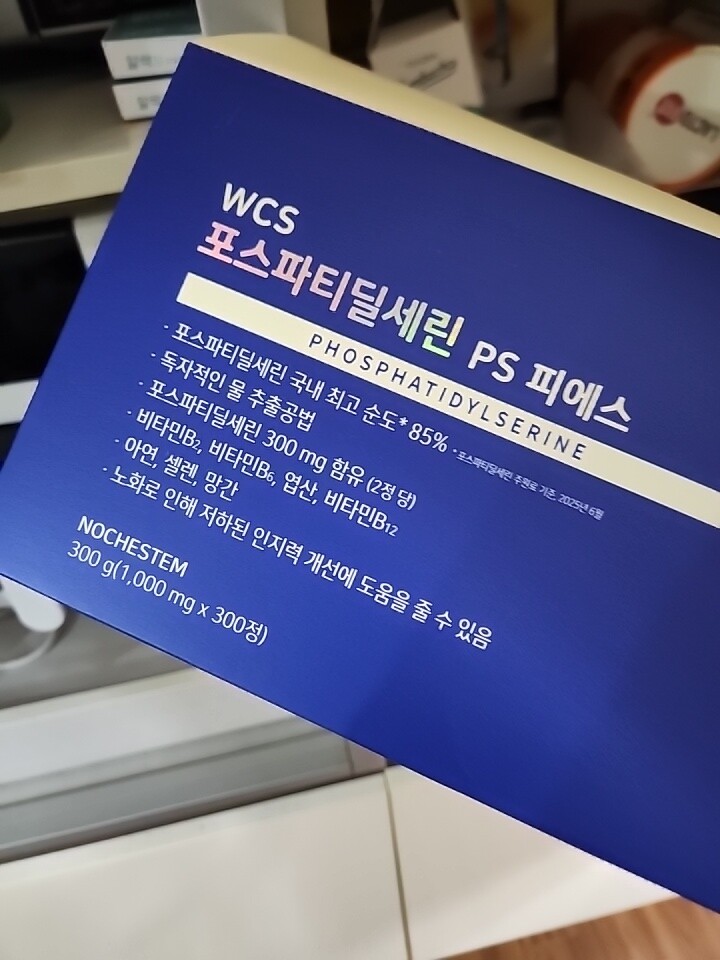 WCS
포스파티딜세린 PS 피에스
PHOSPHATIDYLSERINE
· 포스파티딜세린 국내 최고 순도* 85% * 포스파티딜세린 주원료 기준, 2025년 6월
· 독자적인 물 추출공법
· 포스파티딜세린 300 mg 함유 (2정 당)
· 비타민B₂, 비타민B₆, 엽산, 비타민B₁₂
· 아연, 셀렌, 망간
· 노화로 인해 저하된 인지력 개선에 도움을 줄 수 있음
NOCHESTEM
300 g(1,000 mg x 300정)